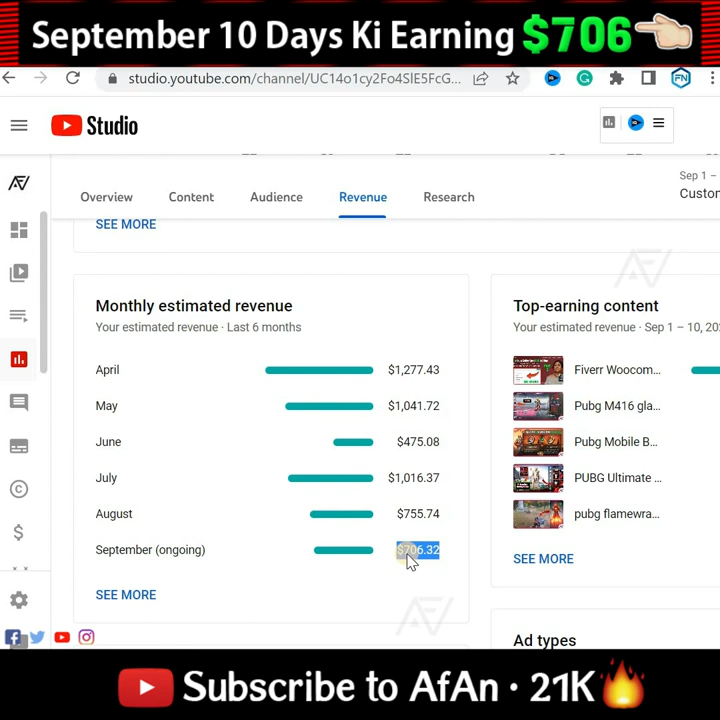 September 10 Days Ki Earning $706
studio.youtube.com/channel/UC14o1cy2Fo4SlE5FcG...
Studio
Sep 1 –
Custom
Overview Content Audience Revenue Research
SEE MORE
Monthly estimated revenue
Your estimated revenue · Last 6 months
April $1,277.43
May $1,041.72
June $475.08
July $1,016.37
August $755.74
September (ongoing) $706.32
SEE MORE
Top-earning content
Your estimated revenue · Sep 1 – 10, 202
Fiverr Woocom...
Pubg M416 gla...
Pubg Mobile B...
PUBG Ultimate ...
pubg flamewra...
SEE MORE
Ad types
Subscribe to AfAn · 21K